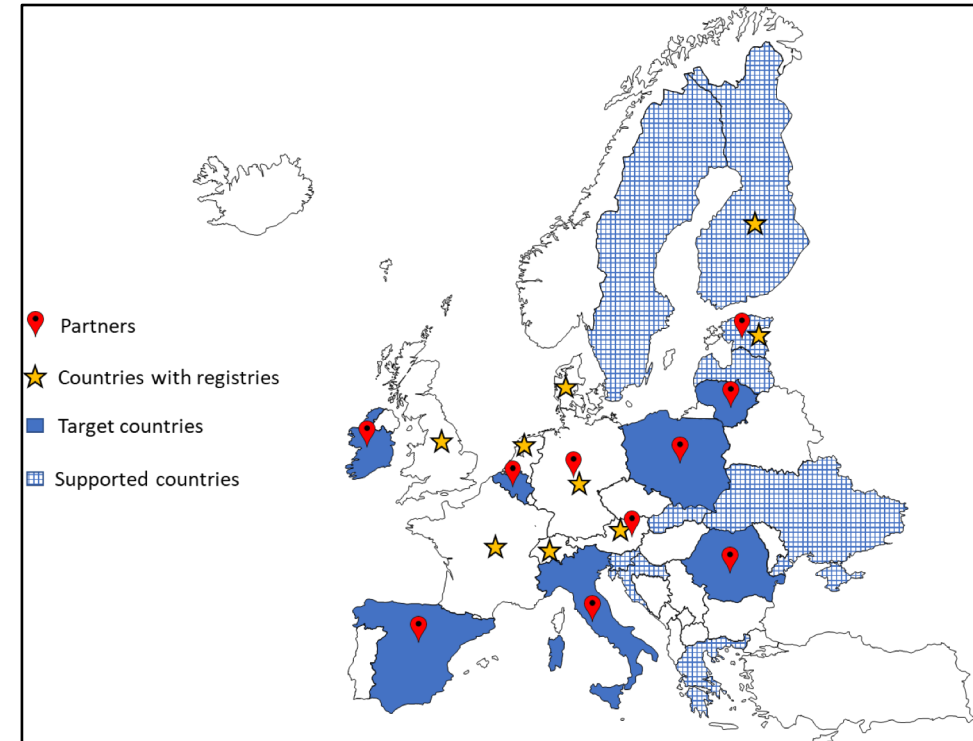 Partners
Countries with registries
Target countries
Supported countries